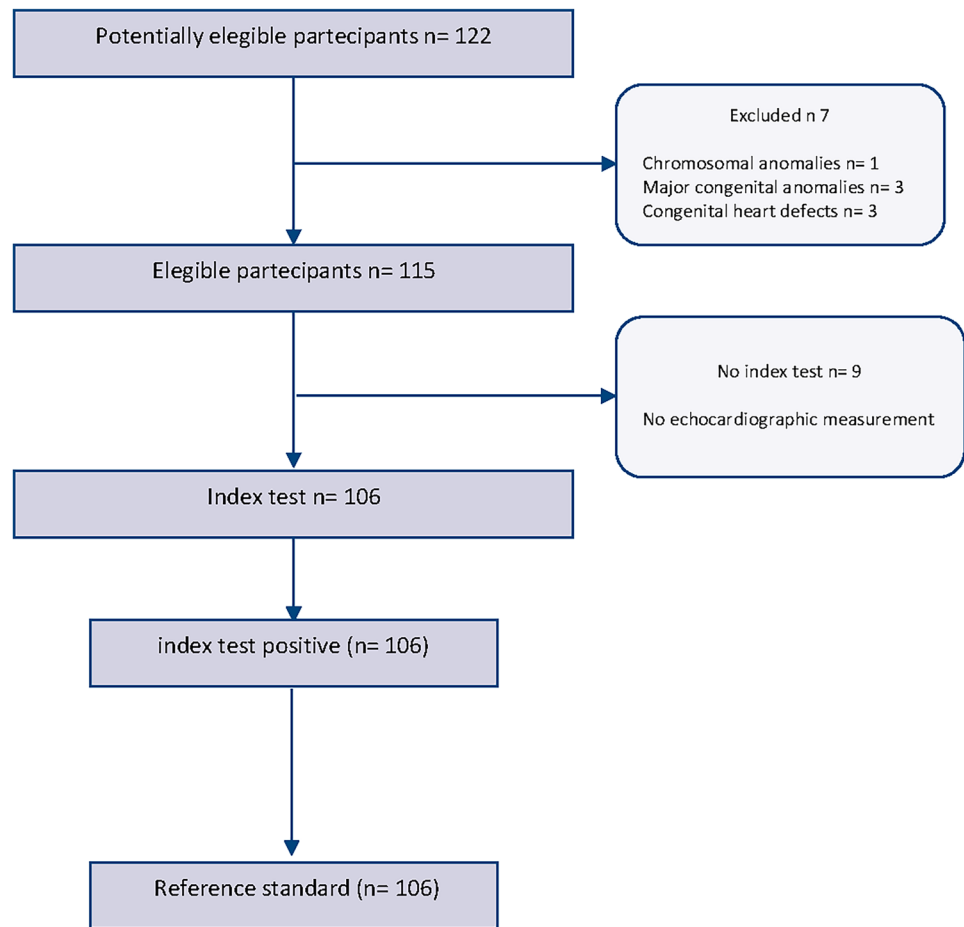 Potentially elegible partecipants n= 122
Excluded n 7
Chromosomal anomalies n= 1
Major congenital anomalies n= 3
Congenital heart defects n= 3
Elegible partecipants n= 115
No index test n= 9
No echocardiographic measurement
Index test n= 106
index test positive (n= 106)
Reference standard (n= 106)